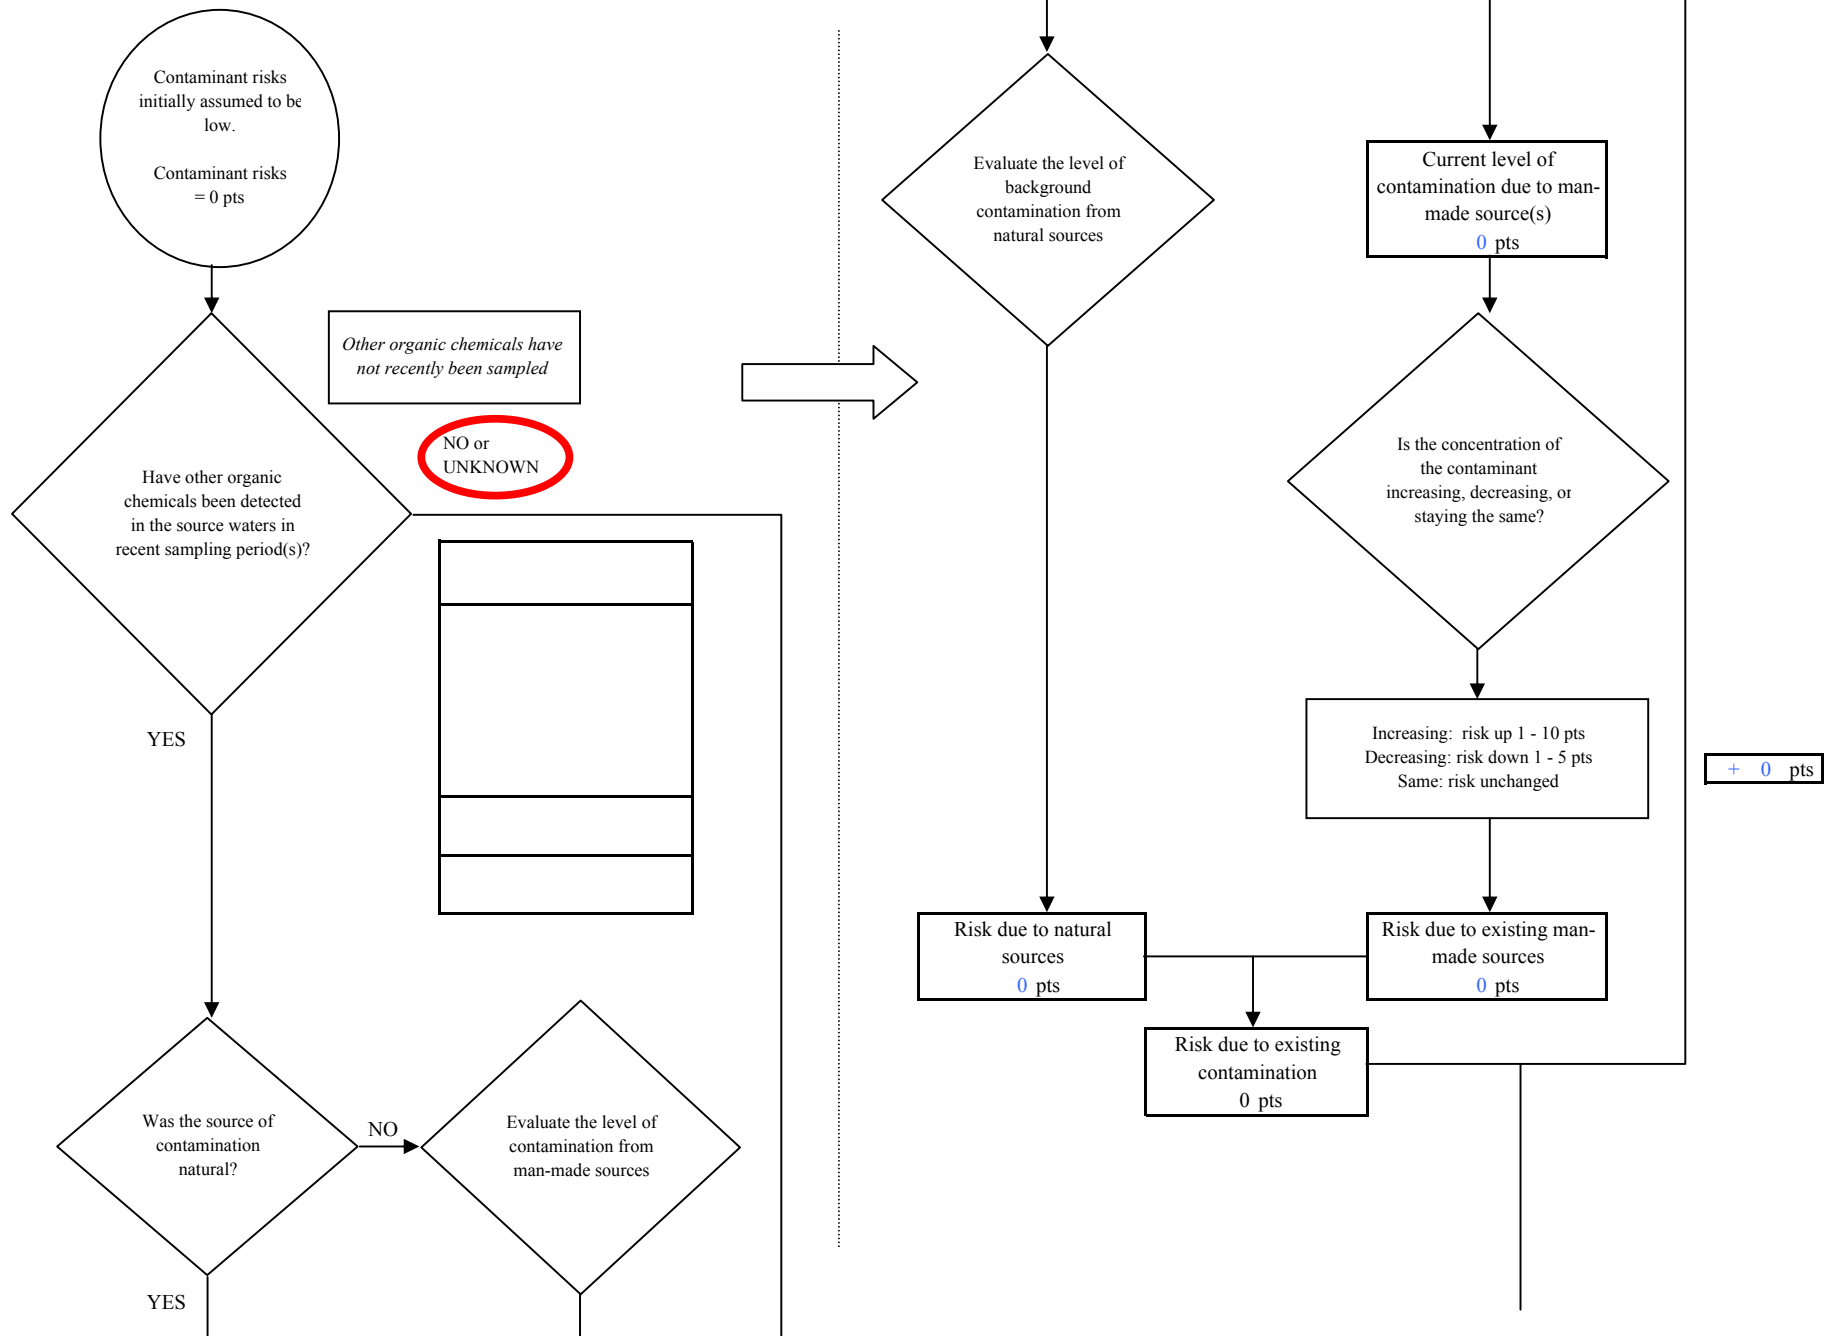 Contaminant risks
initially assumed to be
low.
Contaminant risks
= 0 pts
Other organic chemicals have
not recently been sampled
NO or
UNKNOWN
Have other organic
chemicals been detected
in the source waters in
recent sampling period(s)?
YES
Was the source of
contamination
natural?
NO
Evaluate the level of
contamination from
man-made sources
YES
Evaluate the level of
background
contamination from
natural sources
Current level of
contamination due to man-
made source(s)
0 pts
Is the concentration of
the contaminant
increasing, decreasing, or
staying the same?
Increasing: risk up 1 - 10 pts
Decreasing: risk down 1 - 5 pts
Same: risk unchanged
+ 0 pts
Risk due to natural
sources
0 pts
Risk due to existing man-
made sources
0 pts
Risk due to existing
contamination
0 pts